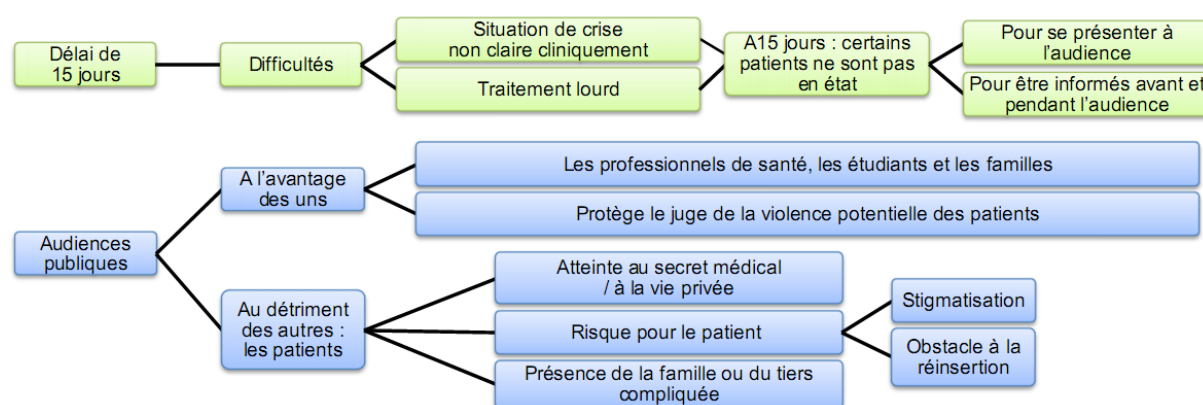 Délai de
15 jours
Difficultés
Situation de crise
non claire cliniquement
Traitement lourd
A15 jours : certains
patients ne sont pas
en état
Pour se présenter à
l'audience
Pour être informés avant et
pendant l'audience
Audiences
publiques
A l'avantage
des uns
Les professionnels de santé, les étudiants et les familles
Protège le juge de la violence potentielle des patients
Au détriment
des autres :
les patients
Atteinte au secret médical
/ à la vie privée
Risque pour le patient
Stigmatisation
Obstacle à la
réinsertion
Présence de la famille ou du tiers
compliquée